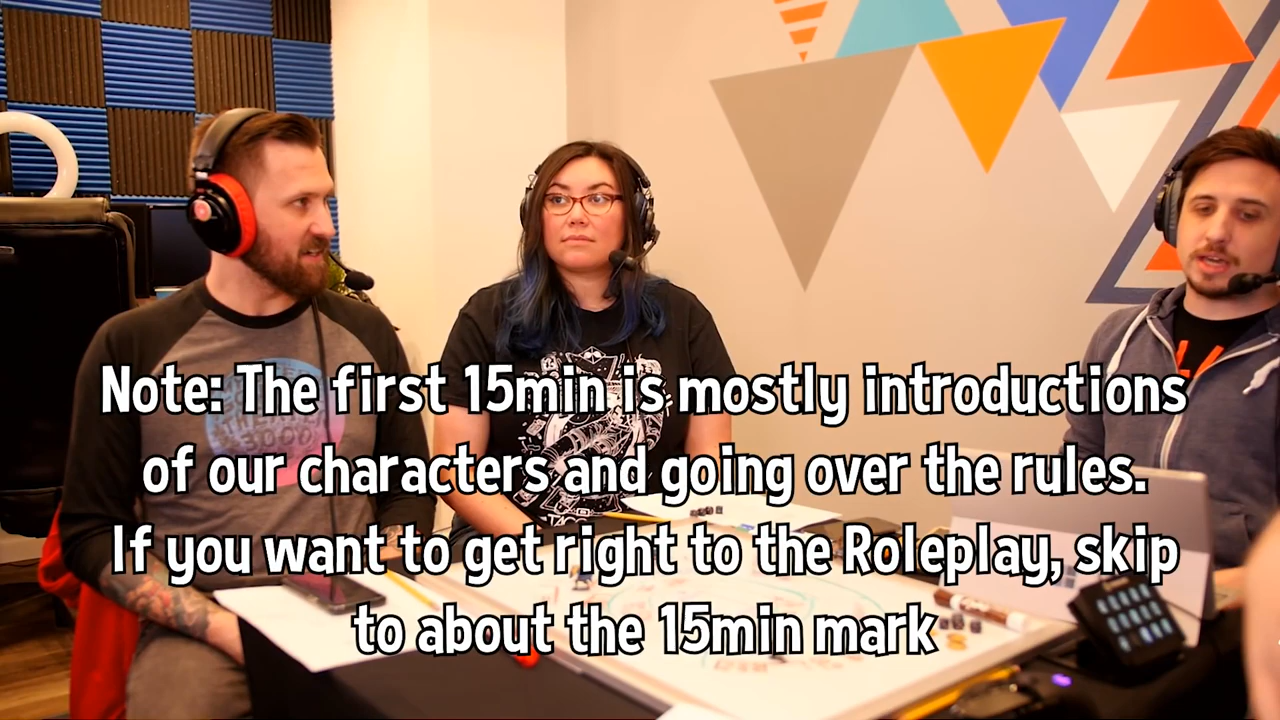 Note: The first 15min is mostly introductions
of our characters and going over the rules.
If you want to get right to the Roleplay, skip
to about the 15min mark
3000